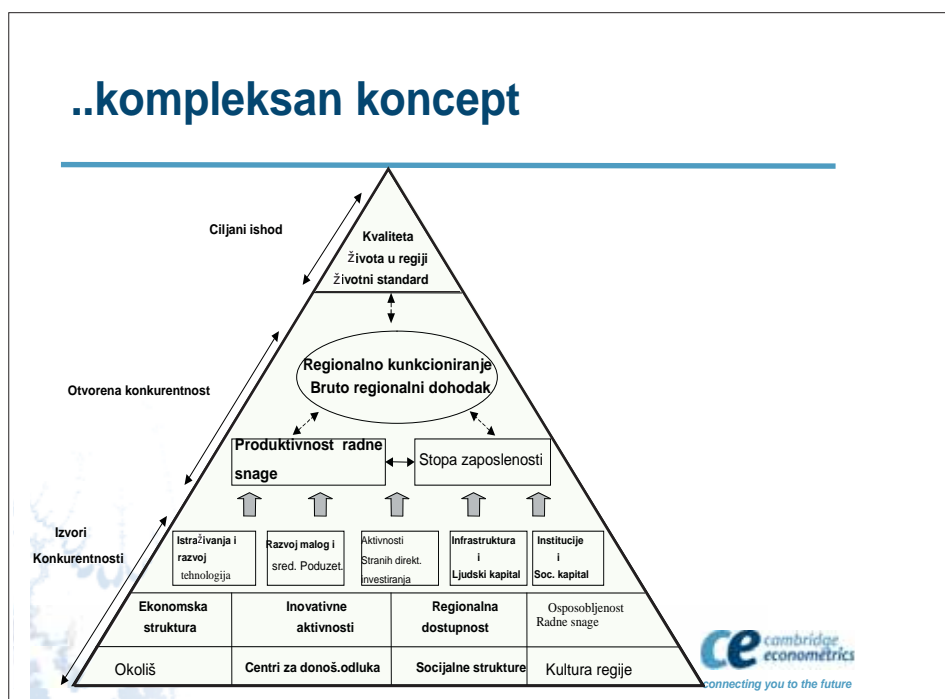 ..kompleksan koncept
Ciljani ishod
Kvaliteta
Života u regiji
Životni standard
Otvorena konkurentnost
Regionalno kunkcioniranje
Bruto regionalni dohodak
Produktivnost radne
snage
Stopa zaposlenosti
Izvori
Konkurentnosti
Istraživanja i
razvoj
tehnologija
Razvoj malog i
sred. Poduzet.
Aktivnosti
Stranih direkt.
investiranja
Infrastruktura
i
Ljudski kapital
Institucije
i
Soc. kapital
Ekonomska
struktura
Inovativne
aktivnosti
Regionalna
dostupnost
Osposobljenost
Radne snage
Okoliš
Centri za donoš.odluka
Socijalne strukture
Kultura regije
ce cambridge
econometrics
connecting you to the future